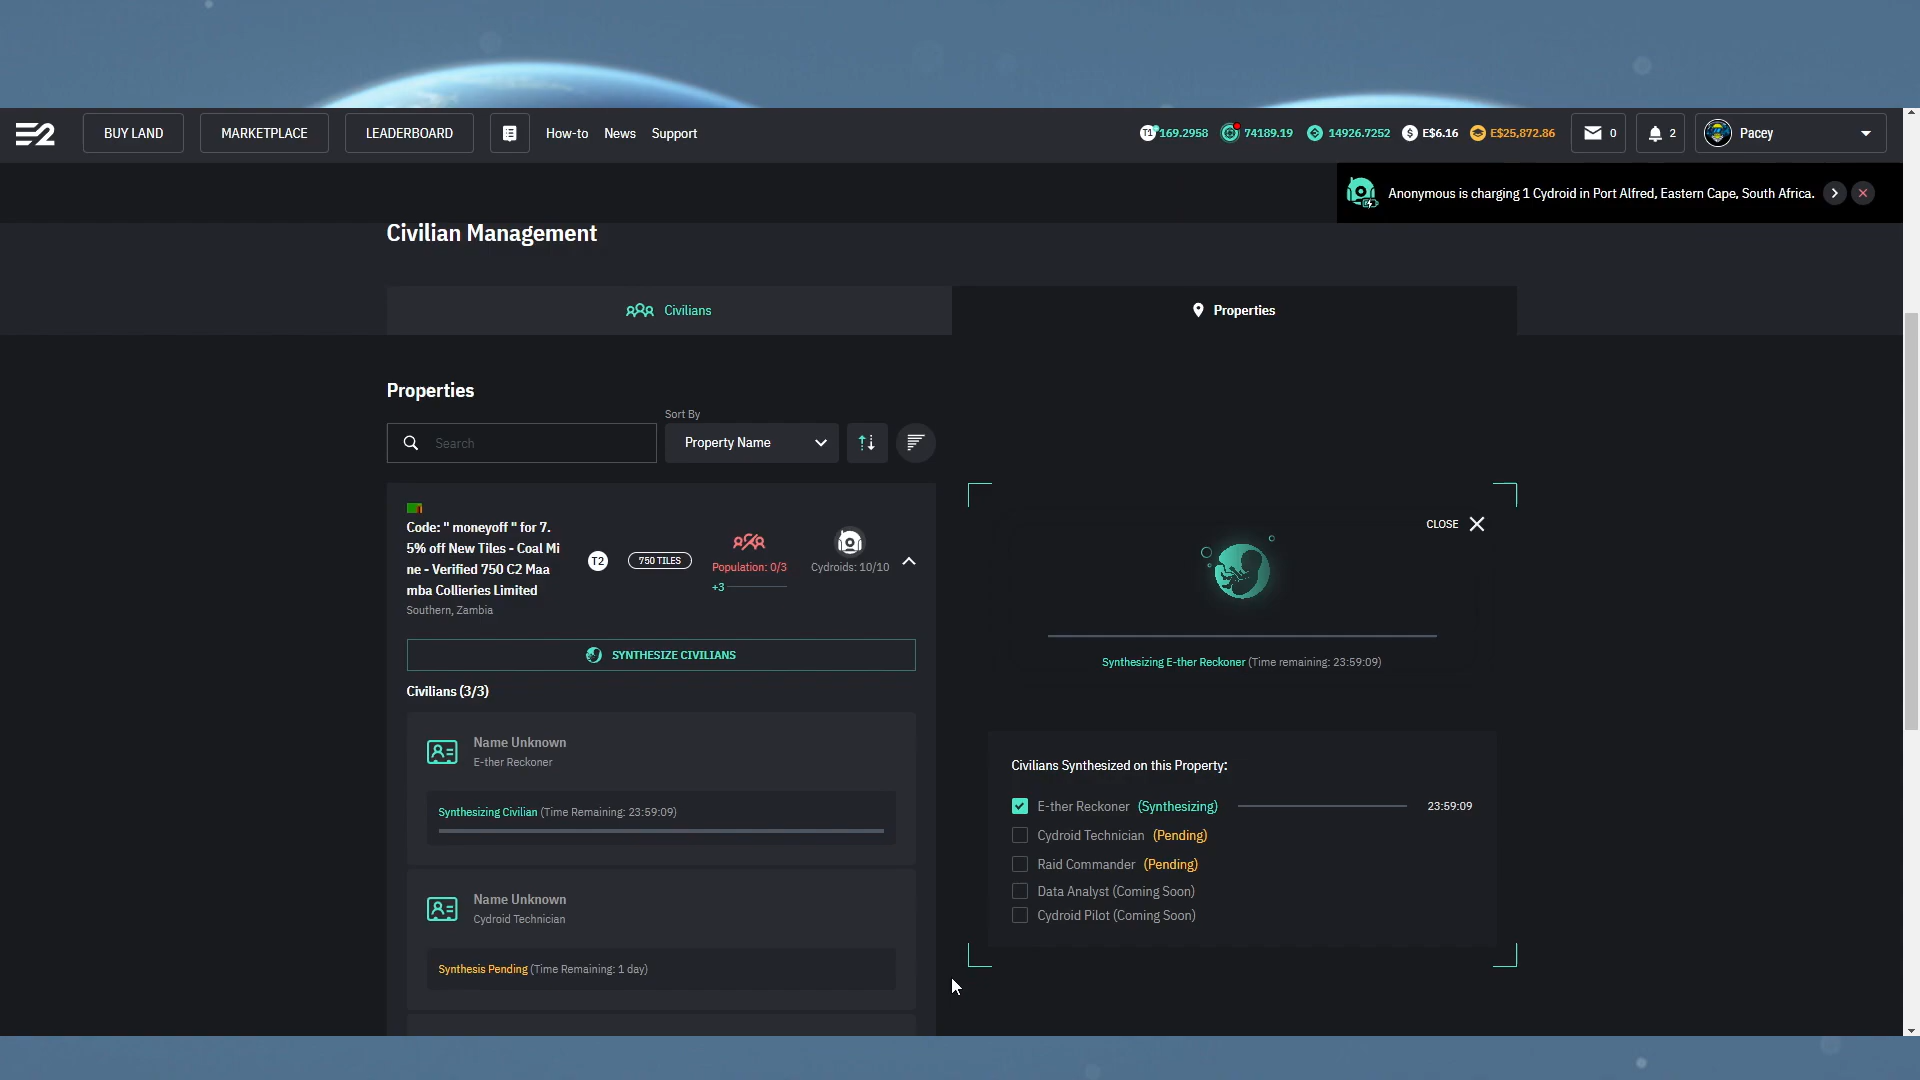 E2
BUY LAND
MARKETPLACE
LEADERBOARD
How-to
News
Support
T1 169.2958
74189.19
14926.7252
$ E$6.16
E$25,872.86
0
2
Pacey
Anonymous is charging 1 Cydroid in Port Alfred, Eastern Cape, South Africa.
Civilian Management
Civilians
Properties
Properties
Sort By
Search
Property Name
Code: " moneyoff " for 7.
5% off New Tiles - Coal Mi
ne - Verified 750 C2 Maa
mba Collieries Limited
Southern, Zambia
T2
750 TILES
Population: 0/3
+3
Cydroids: 10/10
SYNTHESIZE CIVILIANS
Civilians (3/3)
Name Unknown
E-ther Reckoner
Synthesizing Civilian (Time Remaining: 23:59:09)
Name Unknown
Cydroid Technician
Synthesis Pending (Time Remaining: 1 day)
CLOSE
Synthesizing E-ther Reckoner (Time remaining: 23:59:09)
Civilians Synthesized on this Property:
E-ther Reckoner (Synthesizing) 23:59:09
Cydroid Technician (Pending)
Raid Commander (Pending)
Data Analyst (Coming Soon)
Cydroid Pilot (Coming Soon)